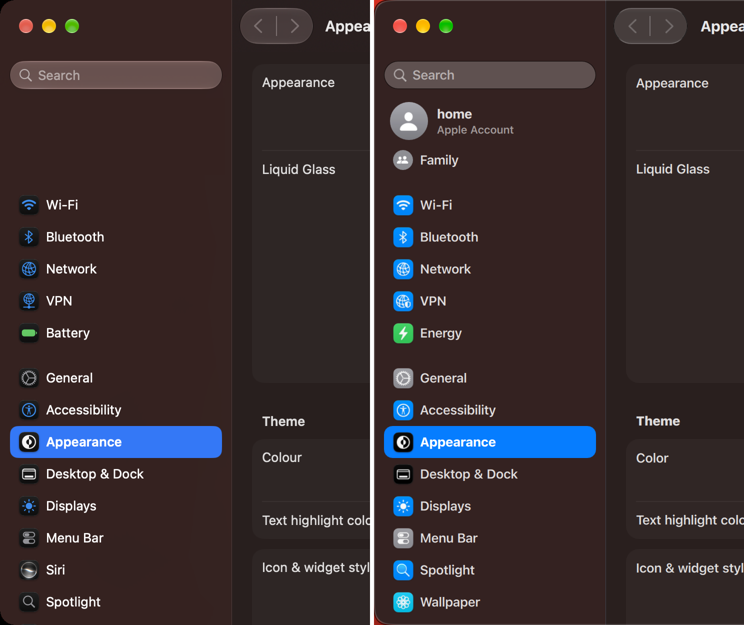 Appea
Search
Appearance
Liquid Glass
Wi-Fi
Bluetooth
Network
VPN
Battery
General
Accessibility
Appearance
Theme
Desktop & Dock
Colour
Displays
Text highlight colo
Menu Bar
Siri
Icon & widget styl
Spotlight
Appea
Search
Appearance
home
Apple Account
Family
Liquid Glass
Wi-Fi
Bluetooth
Network
VPN
Energy
General
Accessibility
Appearance
Theme
Desktop & Dock
Color
Displays
Text highlight colo
Menu Bar
Spotlight
Icon & widget styl
Wallpaper